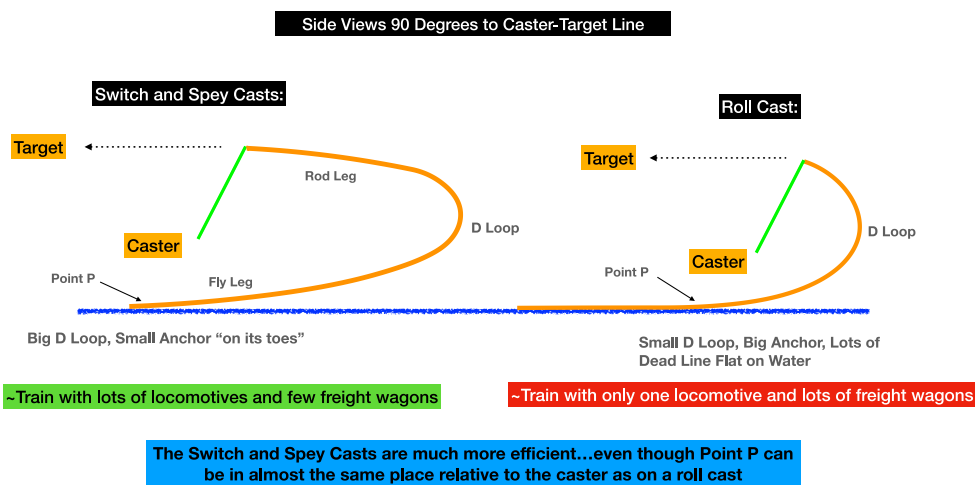 Side Views 90 Degrees to Caster-Target Line
Switch and Spey Casts:
Target
Rod Leg
D Loop
Caster
Point P
Fly Leg
Big D Loop, Small Anchor “on its toes”
~Train with lots of locomotives and few freight wagons
Roll Cast:
Target
D Loop
Caster
Point P
Small D Loop, Big Anchor, Lots of
Dead Line Flat on Water
~Train with only one locomotive and lots of freight wagons
The Switch and Spey Casts are much more efficient…even though Point P can
be in almost the same place relative to the caster as on a roll cast